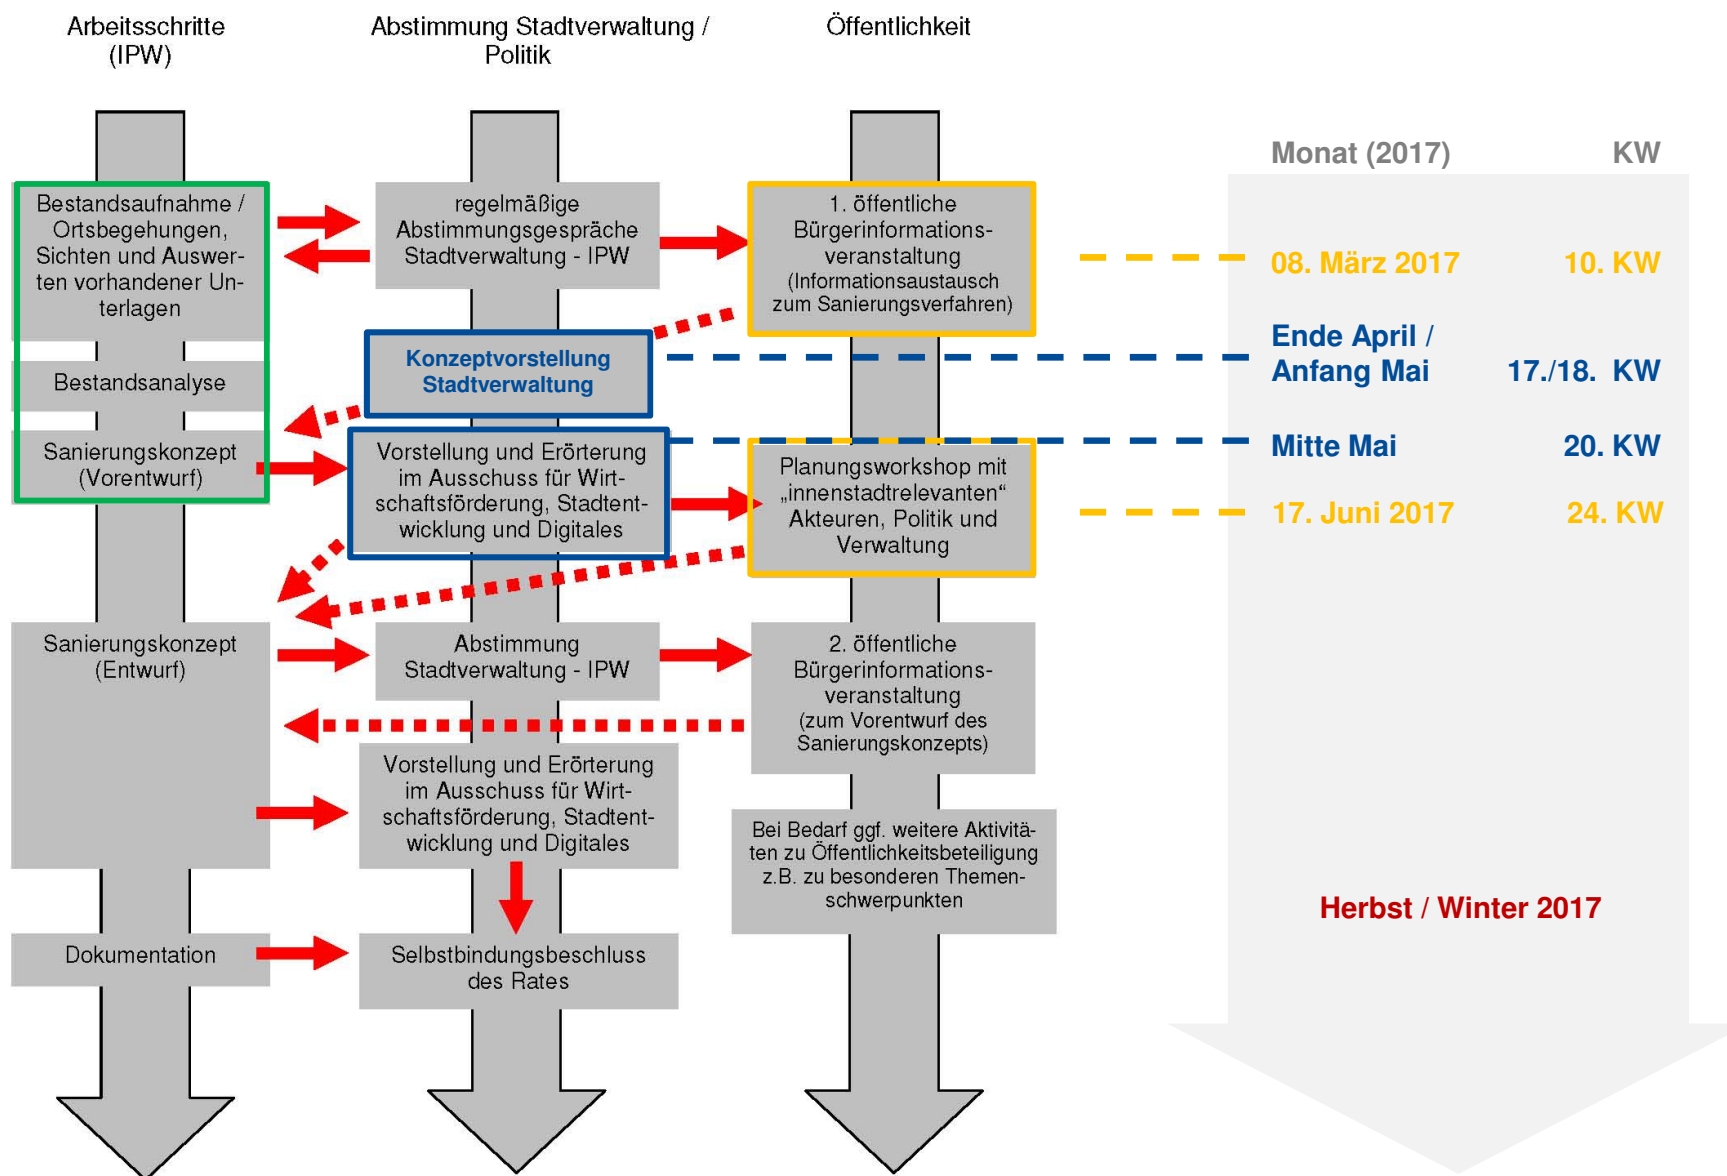 Arbeitsschritte
(IPW)
Abstimmung Stadtverwaltung /
Politik
Öffentlichkeit
Monat (2017) KW
Bestandsaufnahme /
Ortsbegehungen,
Sichten und Auswer-
ten vorhandener Un-
terlagen
regelmäßige
Abstimmungsgespräche
Stadtverwaltung - IPW
1. öffentliche
Bürgerinformations-
veranstaltung
(Informationsaustausch
zum Sanierungsverfahren)
08. März 2017 10. KW
Bestandsanalyse
Konzeptvorstellung
Stadtverwaltung
Ende April /
Anfang Mai 17./18. KW
Sanierungskonzept
(Vorentwurf)
Vorstellung und Erörterung
im Ausschuss für Wirt-
schaftsförderung, Stadtent-
wicklung und Digitales
Planungsworkshop mit
„innenstadtrelevanten“
Akteuren, Politik und
Verwaltung
Mitte Mai 20. KW
17. Juni 2017 24. KW
Sanierungskonzept
(Entwurf)
Abstimmung
Stadtverwaltung - IPW
2. öffentliche
Bürgerinformations-
veranstaltung
(zum Vorentwurf des
Sanierungskonzepts)
Vorstellung und Erörterung
im Ausschuss für Wirt-
schaftsförderung, Stadtent-
wicklung und Digitales
Bei Bedarf ggf. weitere Aktivitä-
ten zu Öffentlichkeitsbeteiligung
z.B. zu besonderen Themen-
schwerpunkten
Herbst / Winter 2017
Dokumentation
Selbstbindungsbeschluss
des Rates